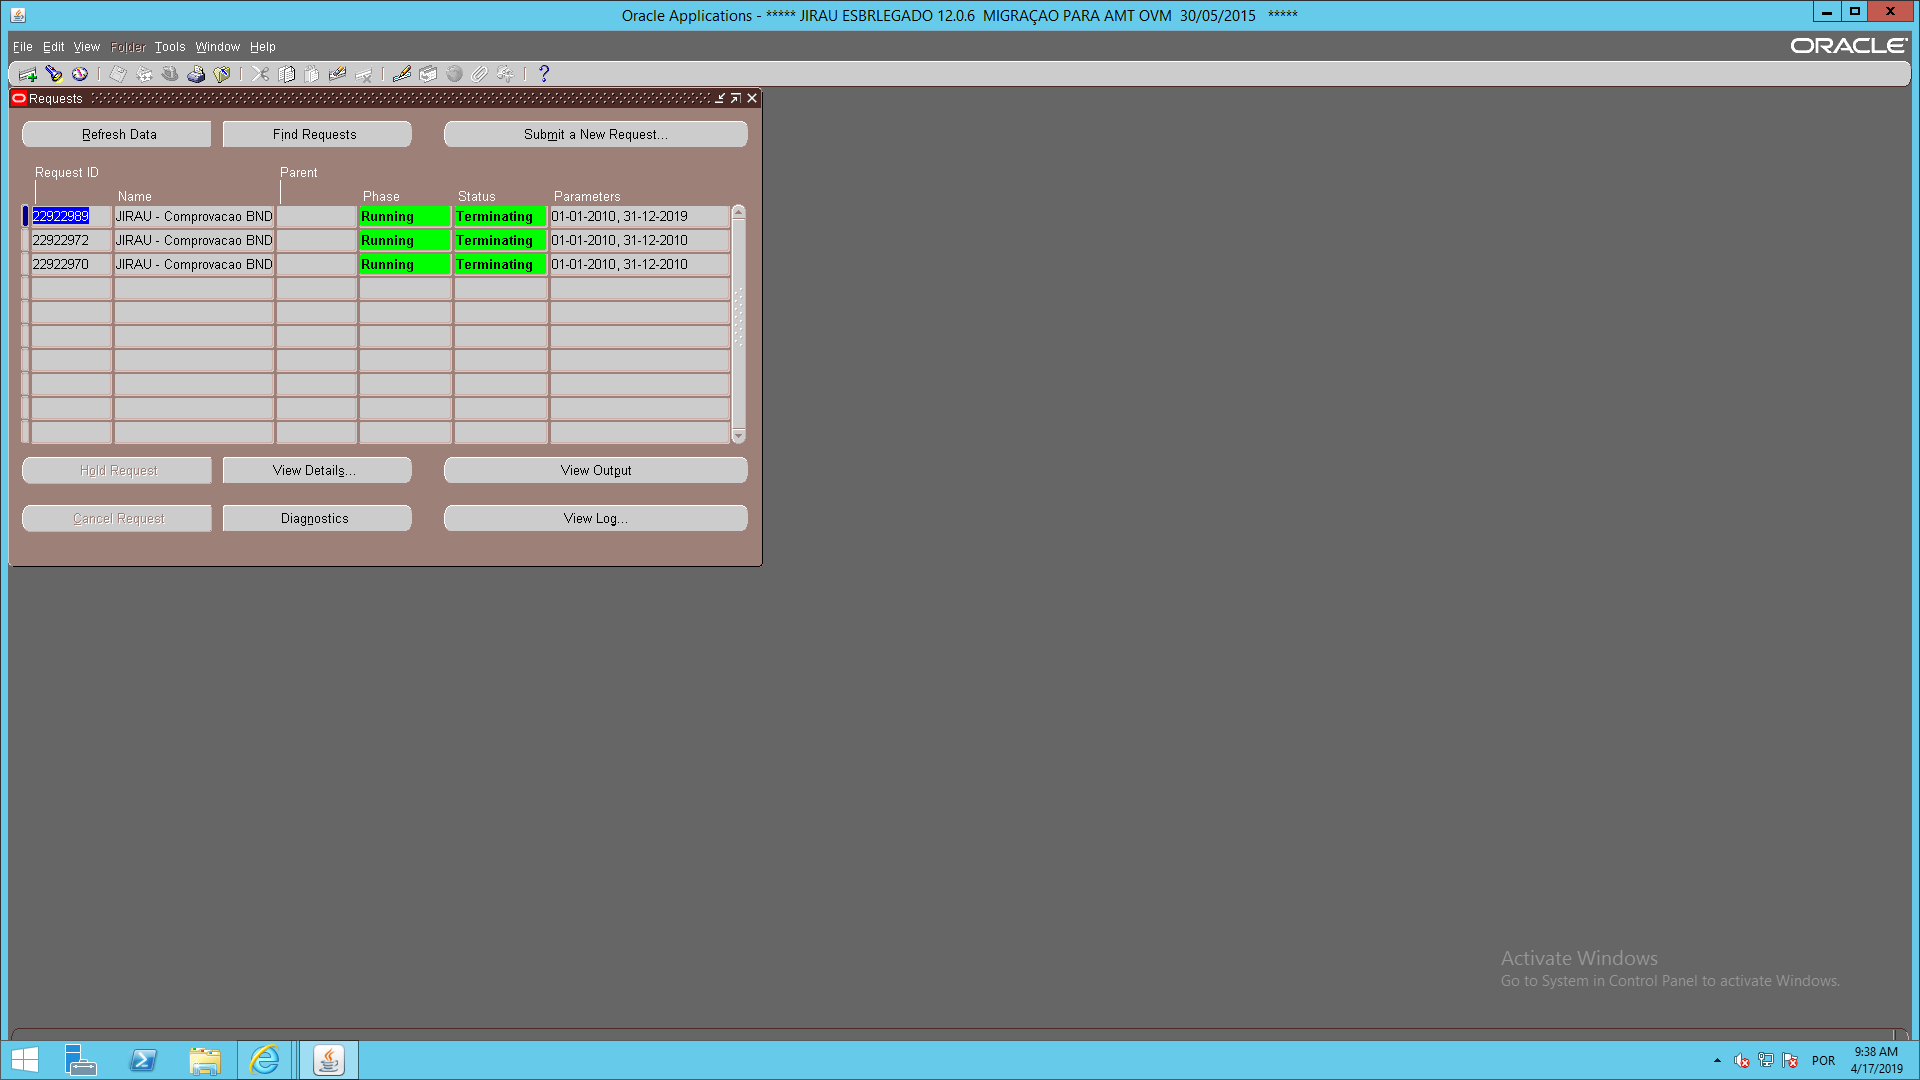 Oracle Applications - ***** JIRAU ESBRLEGADO 12.0.6 MIGRAÇAO PARA AMT OVM 30/05/2015 *****
File Edit View Folder Tools Window Help
ORACLE
Requests
Refresh Data Find Requests Submit a New Request...
Request ID Parent
Name Phase Status Parameters
22922989 JIRAU - Comprovacao BND Running Terminating 01-01-2010, 31-12-2019
22922972 JIRAU - Comprovacao BND Running Terminating 01-01-2010, 31-12-2010
22922970 JIRAU - Comprovacao BND Running Terminating 01-01-2010, 31-12-2010
Hold Request View Details... View Output
Cancel Request Diagnostics View Log...
Activate Windows
Go to System in Control Panel to activate Windows.
POR
9:38 AM
4/17/2019